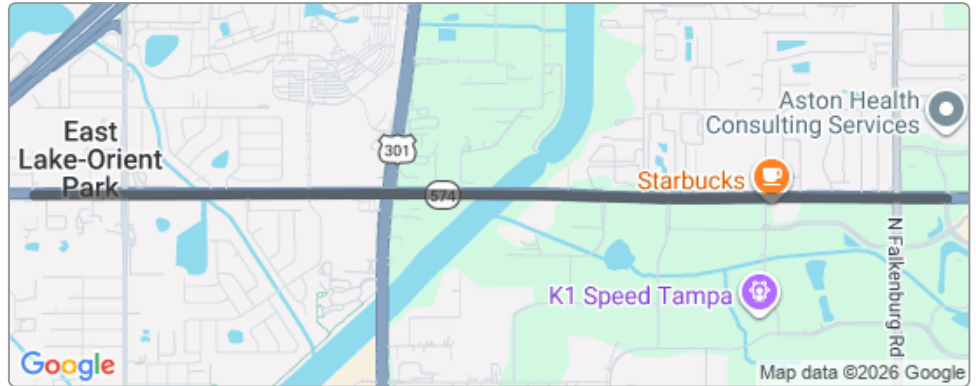 301
Aston Health
Consulting Services
East
Lake-Orient
Park
574
Starbucks
N Falkenburg Rd
K1 Speed Tampa
Google
Map data ©2026 Google